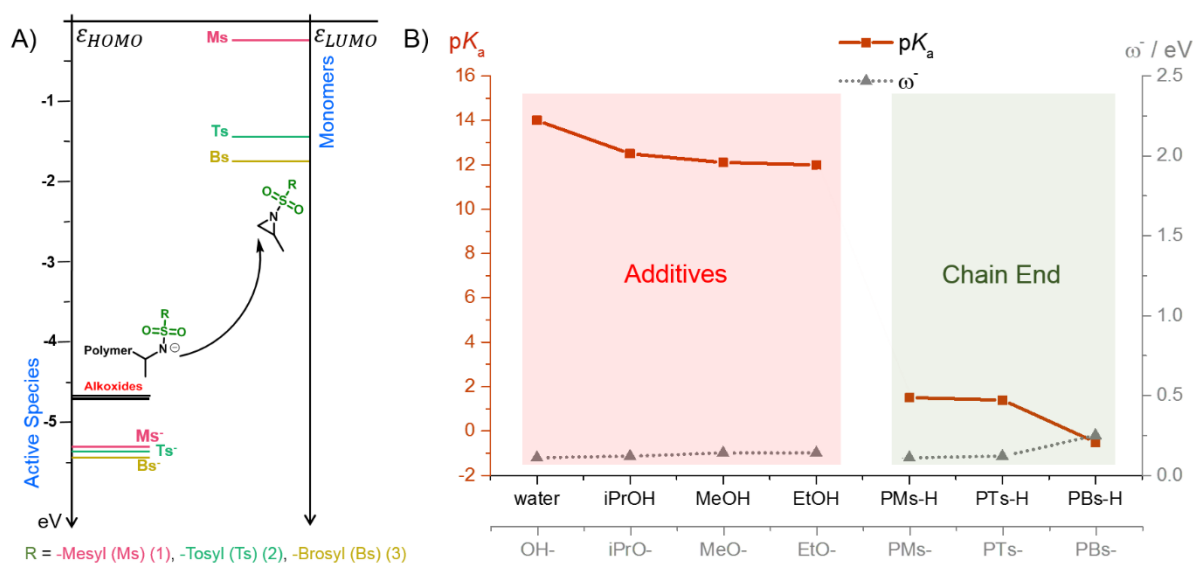 A)
εHOMO
εLUMO
Ms
Ts
Bs
Monomers
-1
-2
-3
-4
-5
eV
R
O=S=O
N
R
O=S=O
Polymer
N
⊖
Alkoxides
Ms-
Ts-
Bs-
Active Species
R = -Mesyl (Ms) (1), -Tosyl (Ts) (2), -Brosyl (Bs) (3)
B)
pKa
pKa
ω-
ω- / eV
16
14
12
10
8
6
4
2
0
-2
2.5
2.0
1.5
1.0
0.5
0.0
Additives
Chain End
water iPrOH MeOH EtOH PMs-H PTs-H PBs-H
OH- iPrO- MeO- EtO- PMs- PTs- PBs-